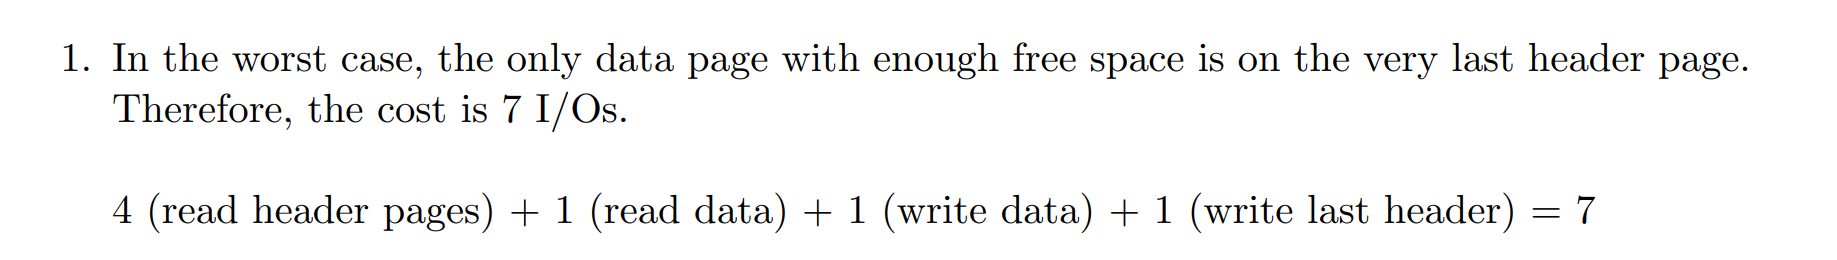 1. In the worst case, the only data page with enough free space is on the very last header page.
Therefore, the cost is 7 I/Os.
4 (read header pages) + 1 (read data) + 1 (write data) + 1 (write last header) = 7